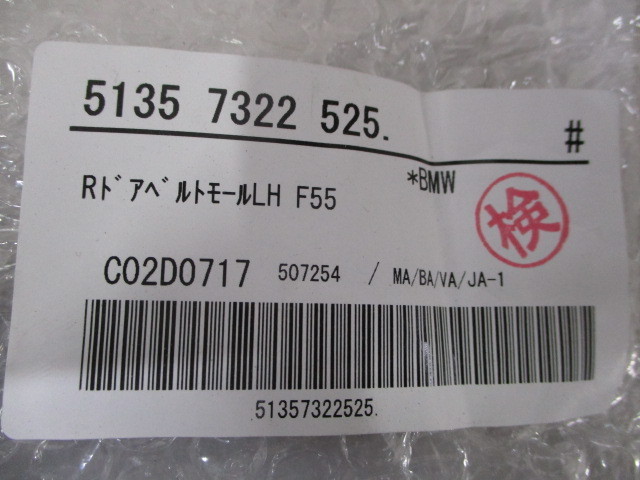 5135 7322 525.
#
RﾄﾞｱﾍﾞﾙﾄﾓｰﾙLH F55
*BMW
検
C02D0717 507254 / MA/BA/VA/JA-1
51357322525.